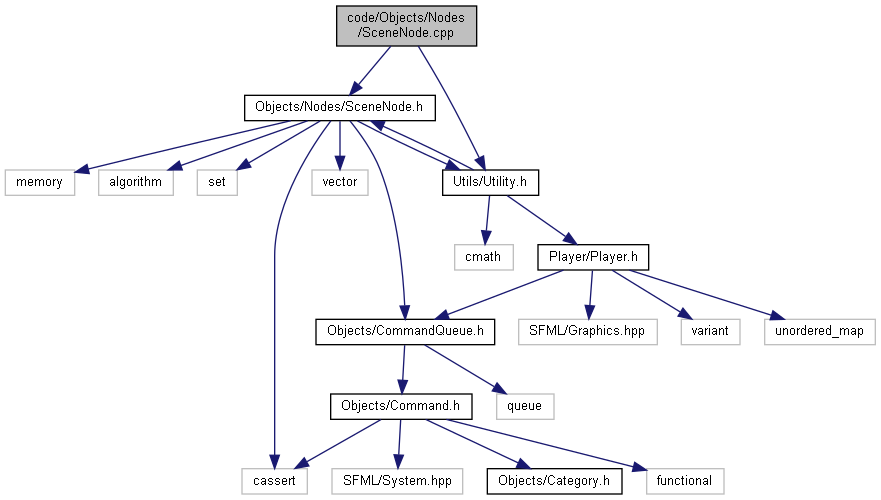 code/Objects/Nodes
/SceneNode.cpp
Objects/Nodes/SceneNode.h
memory
algorithm
set
vector
Utils/Utility.h
cmath
Player/Player.h
Objects/CommandQueue.h
SFML/Graphics.hpp
variant
unordered_map
Objects/Command.h
queue
cassert
SFML/System.hpp
Objects/Category.h
functional